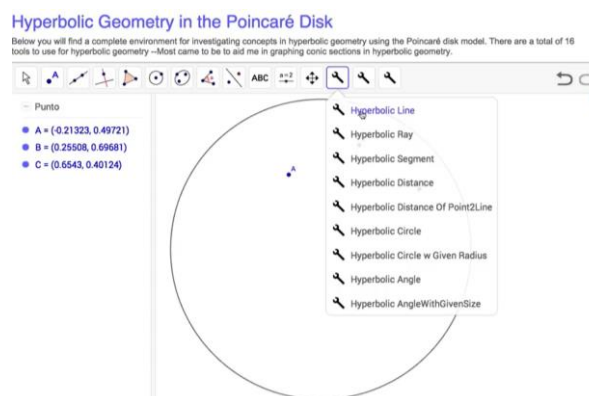 Hyperbolic Geometry in the Poincaré Disk
Below you will find a complete environment for investigating concepts in hyperbolic geometry using the Poincaré disk model. There are a total of 16
tools to use for hyperbolic geometry --Most came to be to aid me in graphing conic sections in hyperbolic geometry.
A
ABC
a=2
Punto
A = (-0.21323, 0.49721)
B = (0.25508, 0.69681)
C = (0.6543, 0.40124)
A
Hyperbolic Line
Hyperbolic Ray
Hyperbolic Segment
Hyperbolic Distance
Hyperbolic Distance Of Point2Line
Hyperbolic Circle
Hyperbolic Circle w Given Radius
Hyperbolic Angle
Hyperbolic AngleWithGivenSize